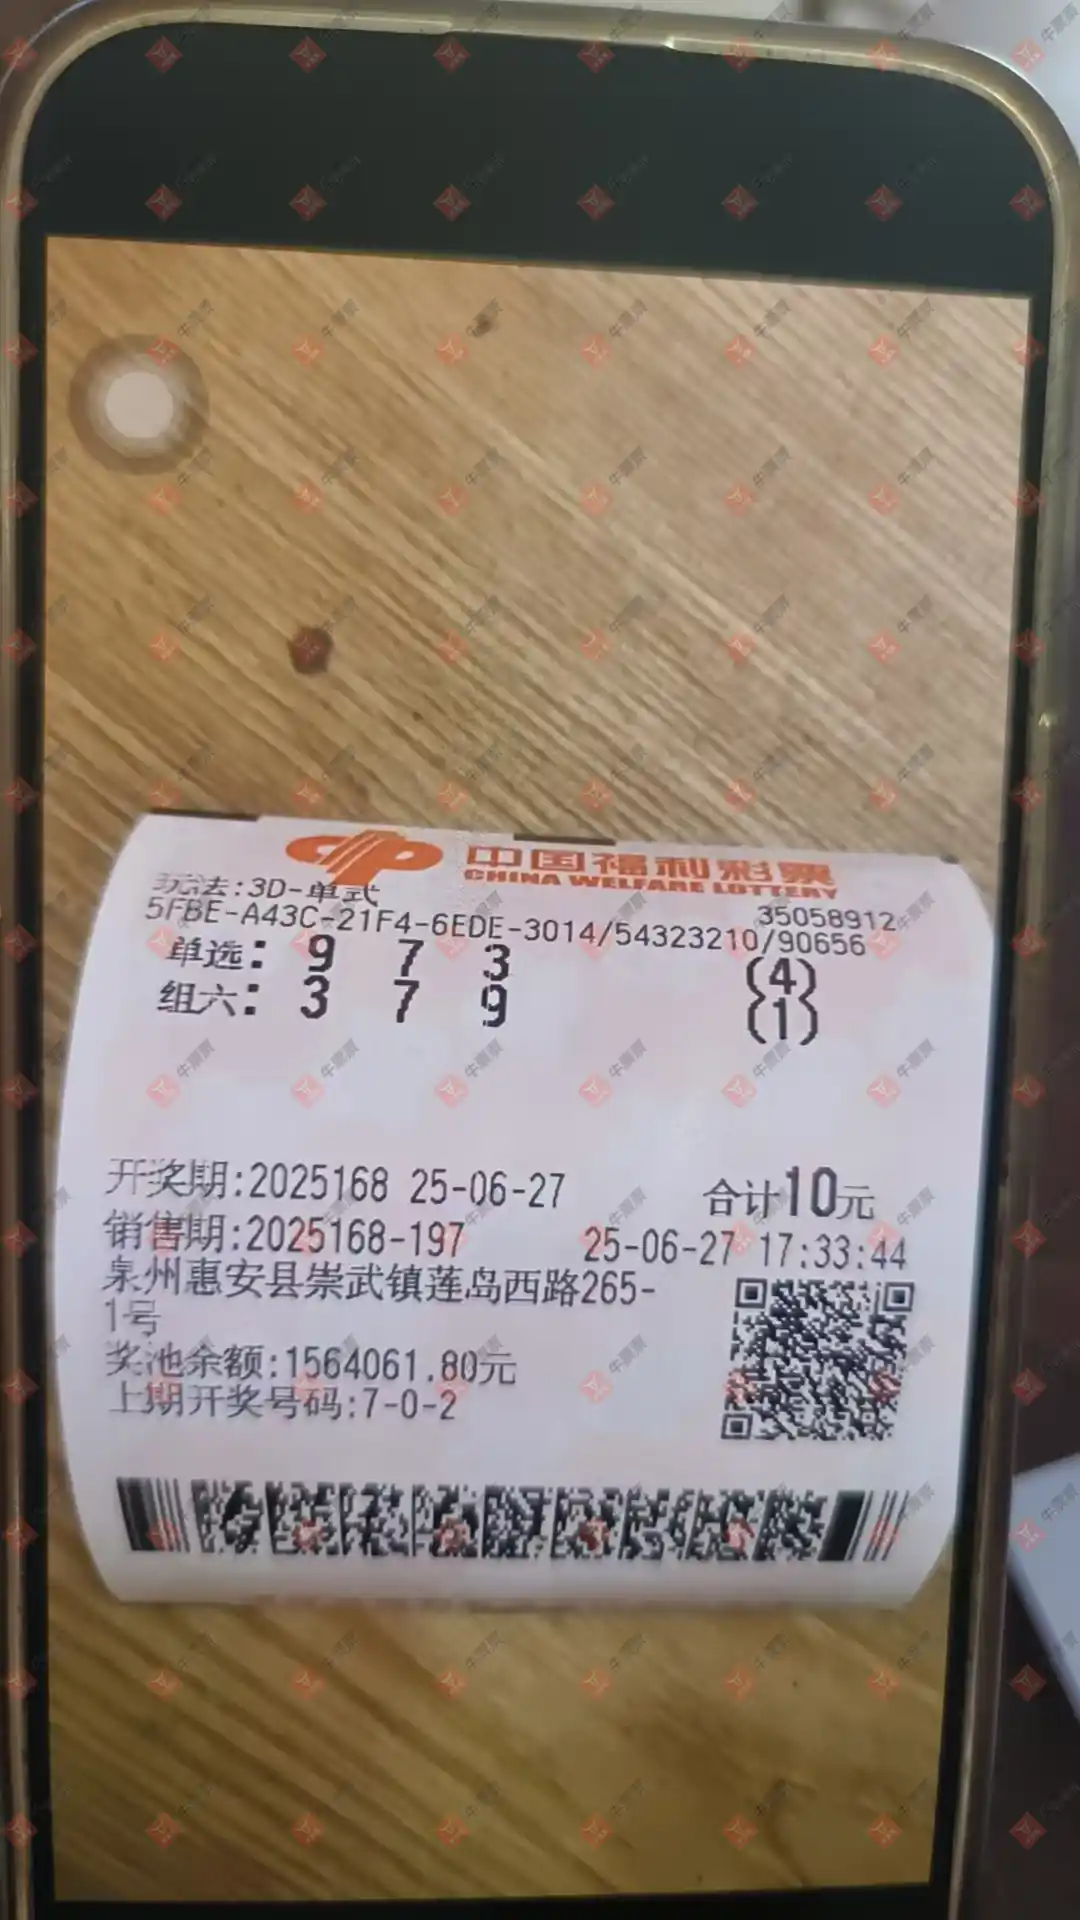 中国福利彩票
CHINA WELFARE LOTTERY
玩法:3D-单式
35058912
5FBE-A43C-21F4-6EDE-3014/54323210/90656
单选: 9 7 3 (4)
组六: 3 7 9 (1)
开奖期:2025168 25-06-27 合计10元
销售期:2025168-197 25-06-27 17:33:44
泉州惠安县崇武镇莲岛西路265-
1号
奖池余额:1564061.80元
上期开奖号码:7-0-2